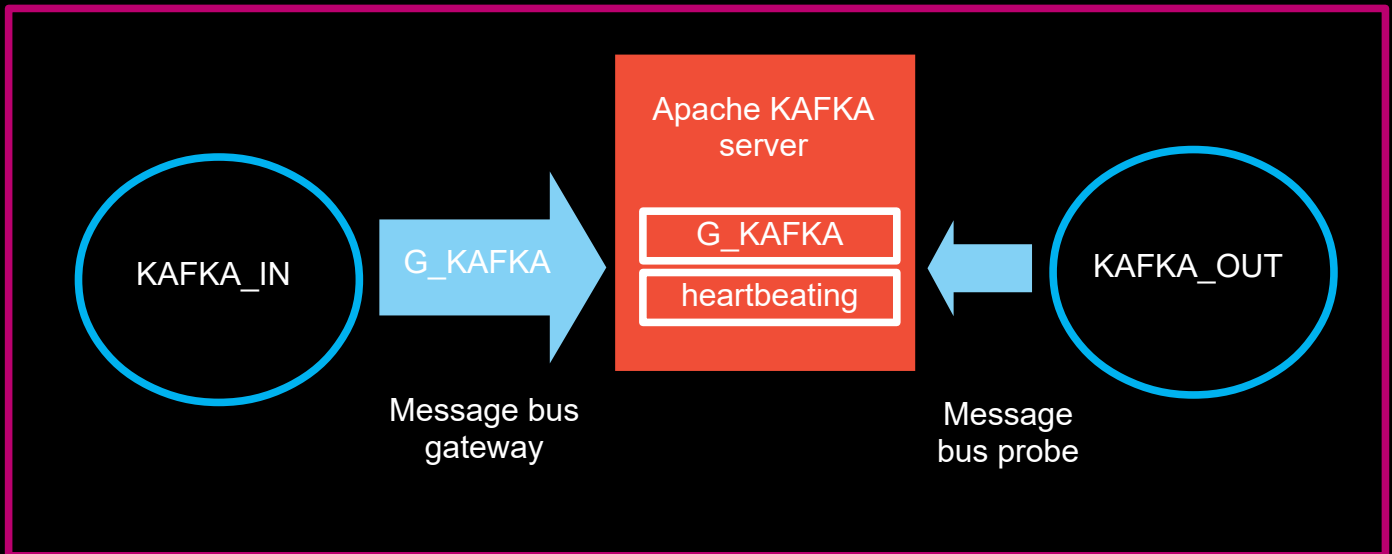 Apache KAFKA
server
KAFKA_IN
G_KAFKA
G_KAFKA
heartbeating
KAFKA_OUT
Message bus
gateway
Message
bus probe